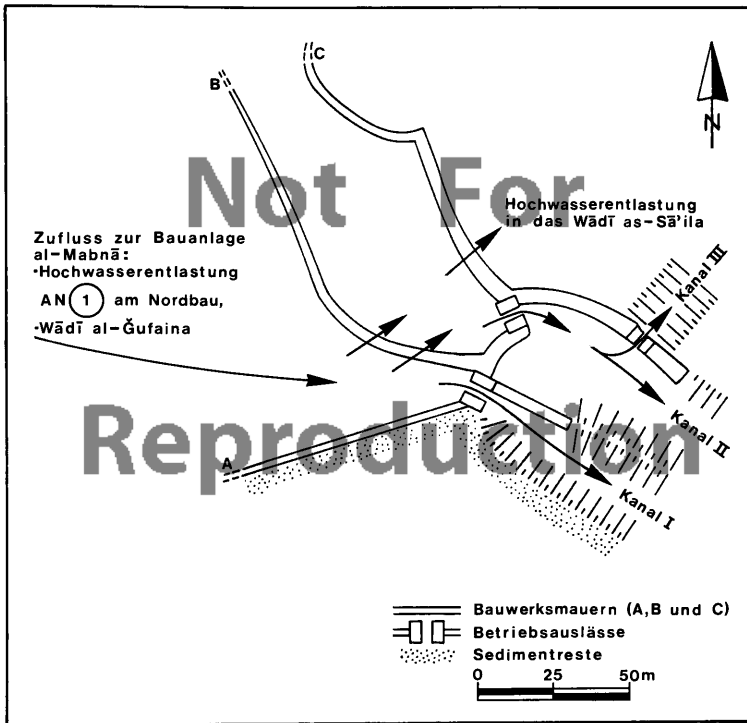 C
B
N
Not For
Hochwasserentlastung
in das Wādī as-Sā'ila
Zufluss zur Bauanlage
al-Mabnā:
-Hochwasserentlastung
AN 1 am Nordbau,
-Wādī al-Ǧufaina
Kanal III
Reproduction
Kanal II
A
Kanal I
Bauwerksmauern (A,B und C)
Betriebsauslässe
Sedimentreste
0 25 50m